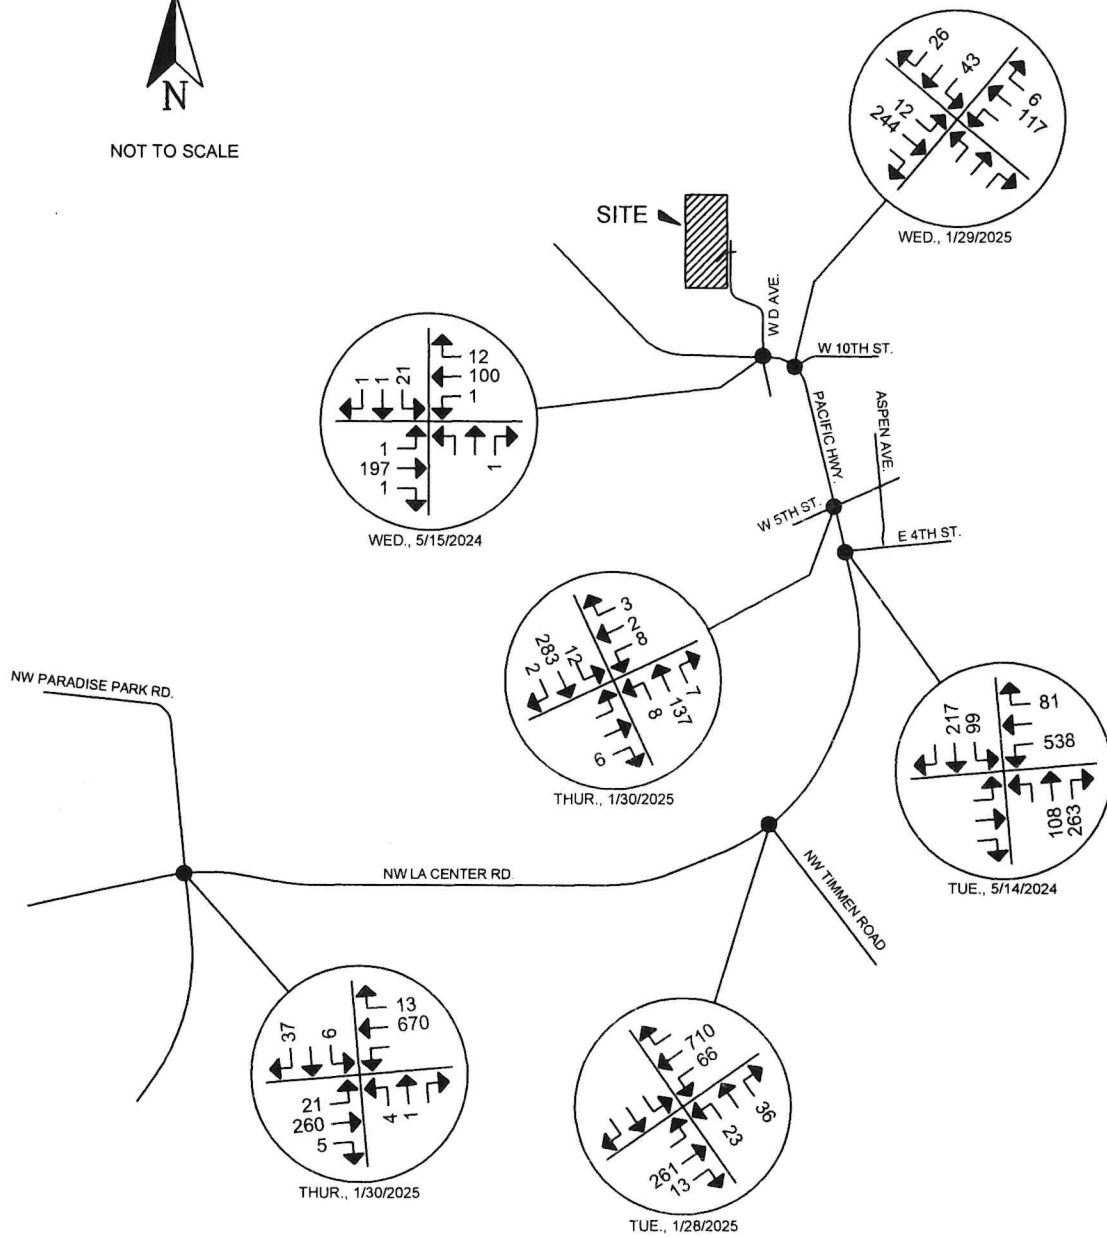 N
NOT TO SCALE
SITE
26
43
6
117
12
244
WED., 1/29/2025
W D AVE.
W 10TH ST.
PACIFIC HWY.
ASPEN AVE.
W 5TH ST.
E 4TH ST.
1
1
21
12
100
1
1
197
1
1
WED., 5/15/2024
3
2
8
283
12
2
7
137
8
6
THUR., 1/30/2025
217
99
81
538
108
263
TUE., 5/14/2024
NW PARADISE PARK RD.
NW LA CENTER RD.
NW TIMMEN ROAD
37
6
13
670
21
260
5
4
1
THUR., 1/30/2025
710
66
36
23
261
13
TUE., 1/28/2025